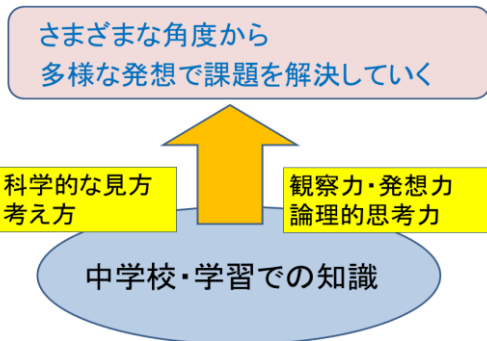 さまざまな角度から
多様な発想で課題を解決していく
科学的な見方
考え方
観察力・発想力
論理的思考力
中学校・学習での知識